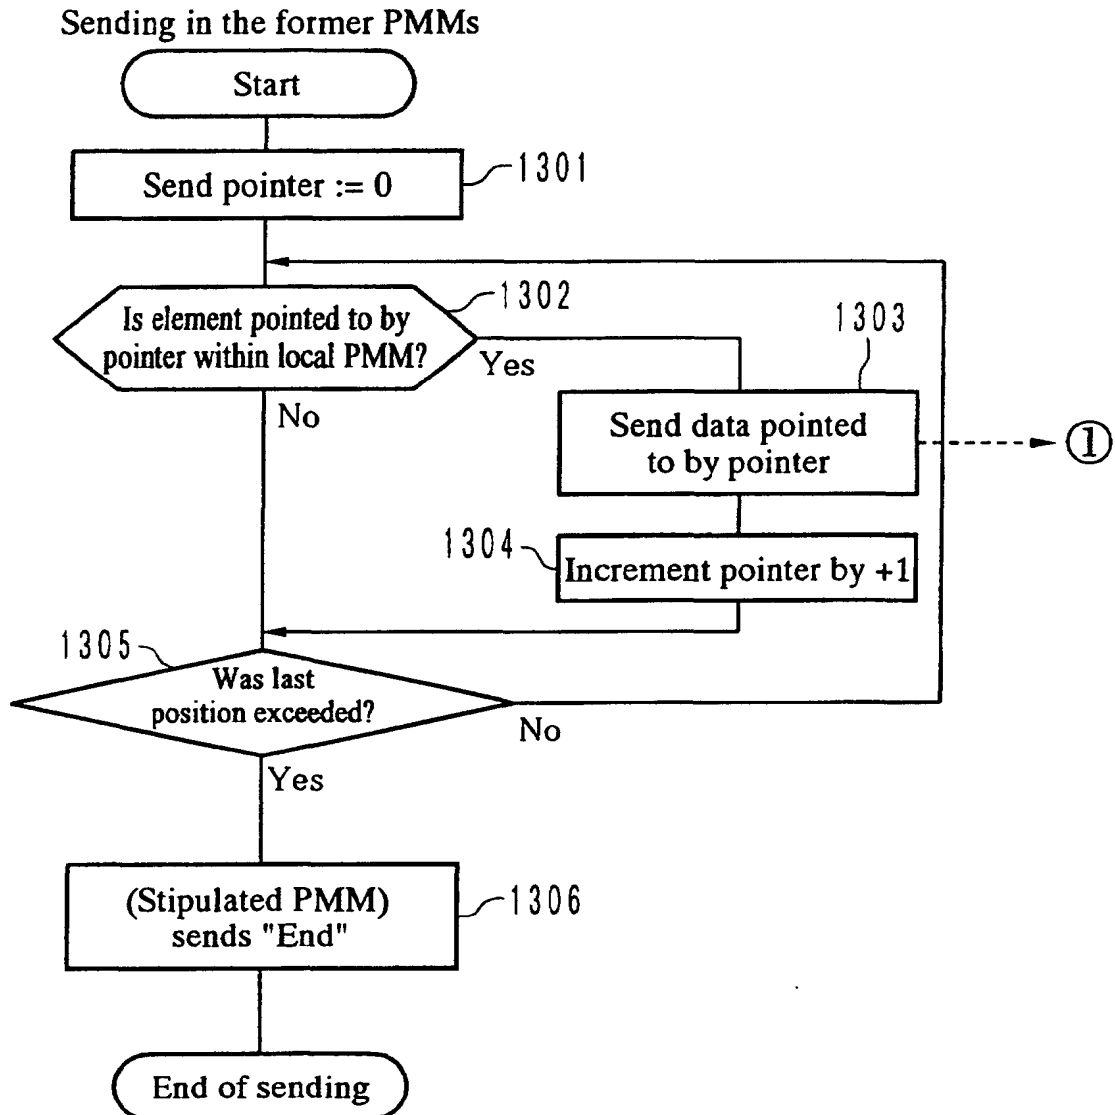 Sending in the former PMMs
Start
1301
Send pointer := 0
1302
Is element pointed to by
pointer within local PMM?
Yes
No
1303
Send data pointed
to by pointer
①
1304
Increment pointer by +1
1305
Was last
position exceeded?
No
Yes
1306
(Stipulated PMM)
sends "End"
End of sending